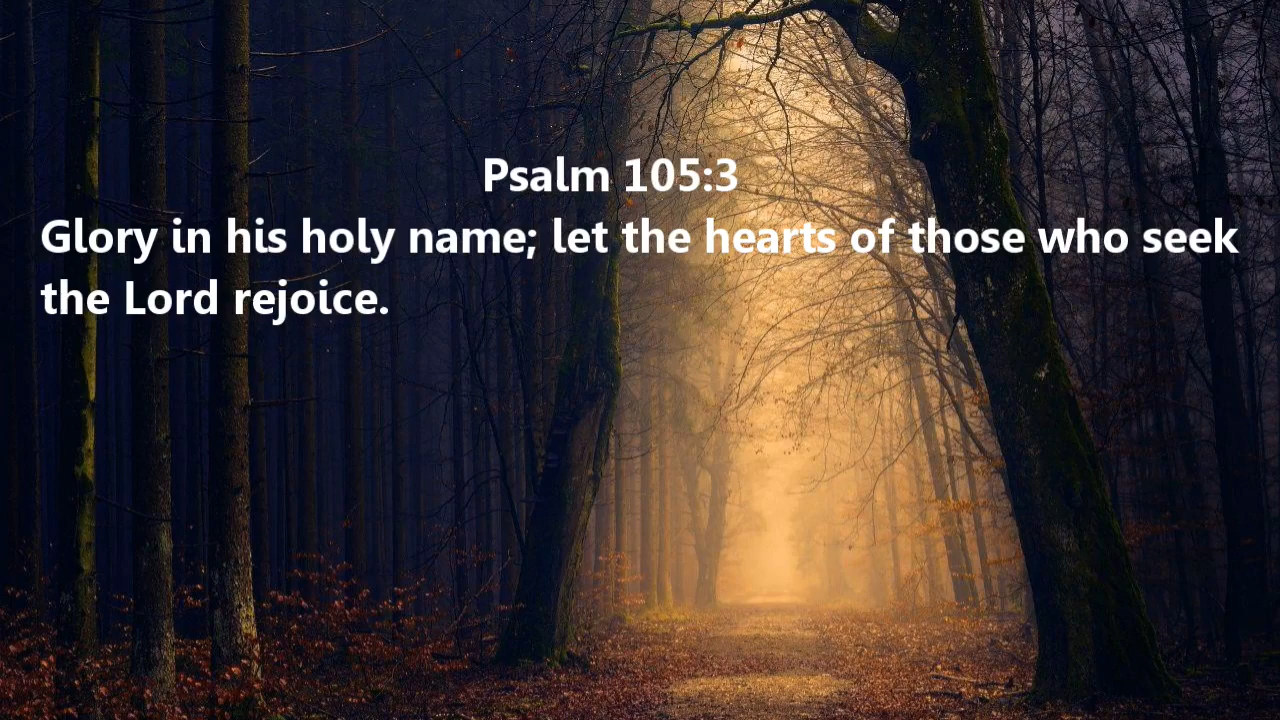 Psalm 105:3
Glory in his holy name; let the hearts of those who seek
the Lord rejoice.